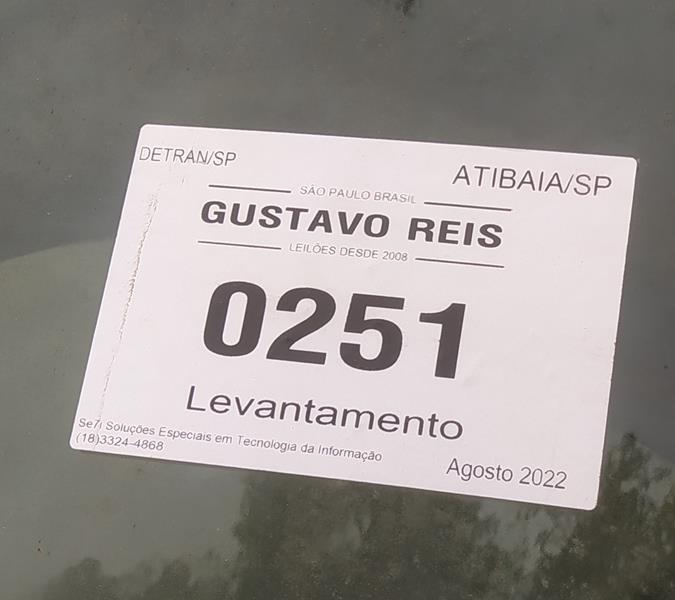 DETRAN/SP
ATIBAIA/SP
SÃO PAULO BRASIL
GUSTAVO REIS
LEILÕES DESDE 2008
0251
Levantamento
Se7i Soluções Especiais em Tecnologia da Informação
(18)3324-4868
Agosto 2022